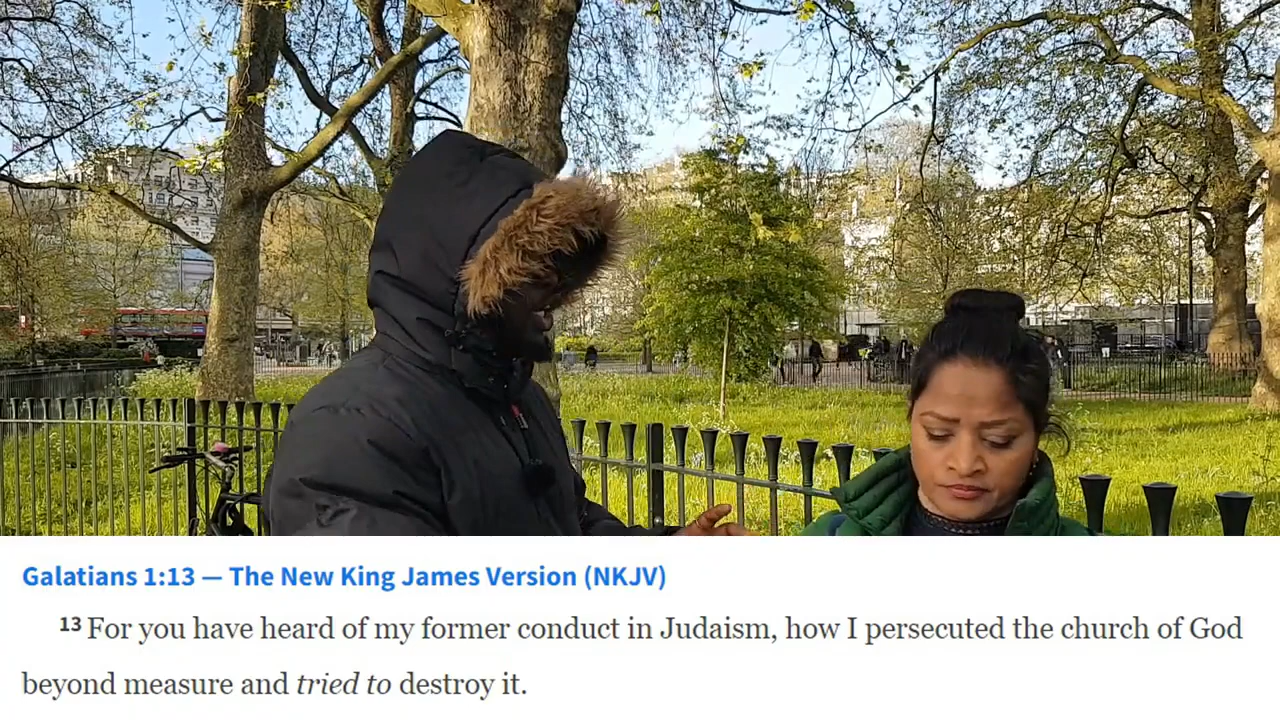 Galatians 1:13 — The New King James Version (NKJV)
13 For you have heard of my former conduct in Judaism, how I persecuted the church of God
beyond measure and tried to destroy it.